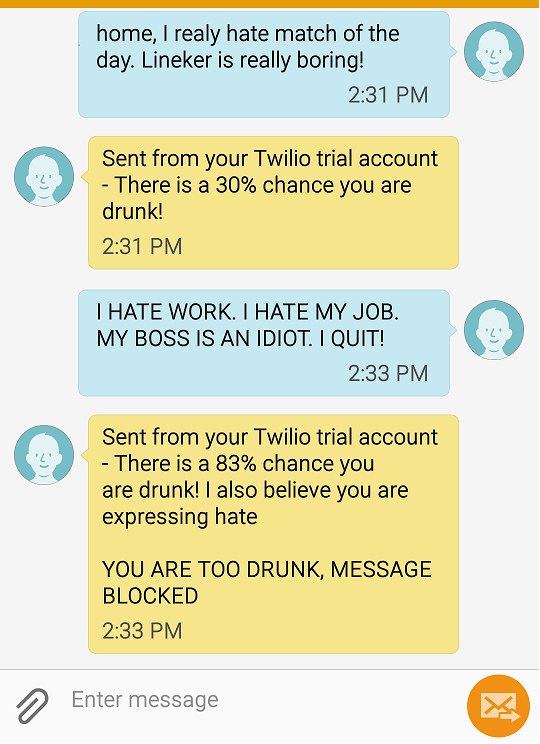 home, I realy hate match of the
day. Lineker is really boring!
2:31 PM
Sent from your Twilio trial account
- There is a 30% chance you are
drunk!
2:31 PM
I HATE WORK. I HATE MY JOB.
MY BOSS IS AN IDIOT. I QUIT!
2:33 PM
Sent from your Twilio trial account
- There is a 83% chance you
are drunk! I also believe you are
expressing hate
YOU ARE TOO DRUNK, MESSAGE
BLOCKED
2:33 PM
Enter message